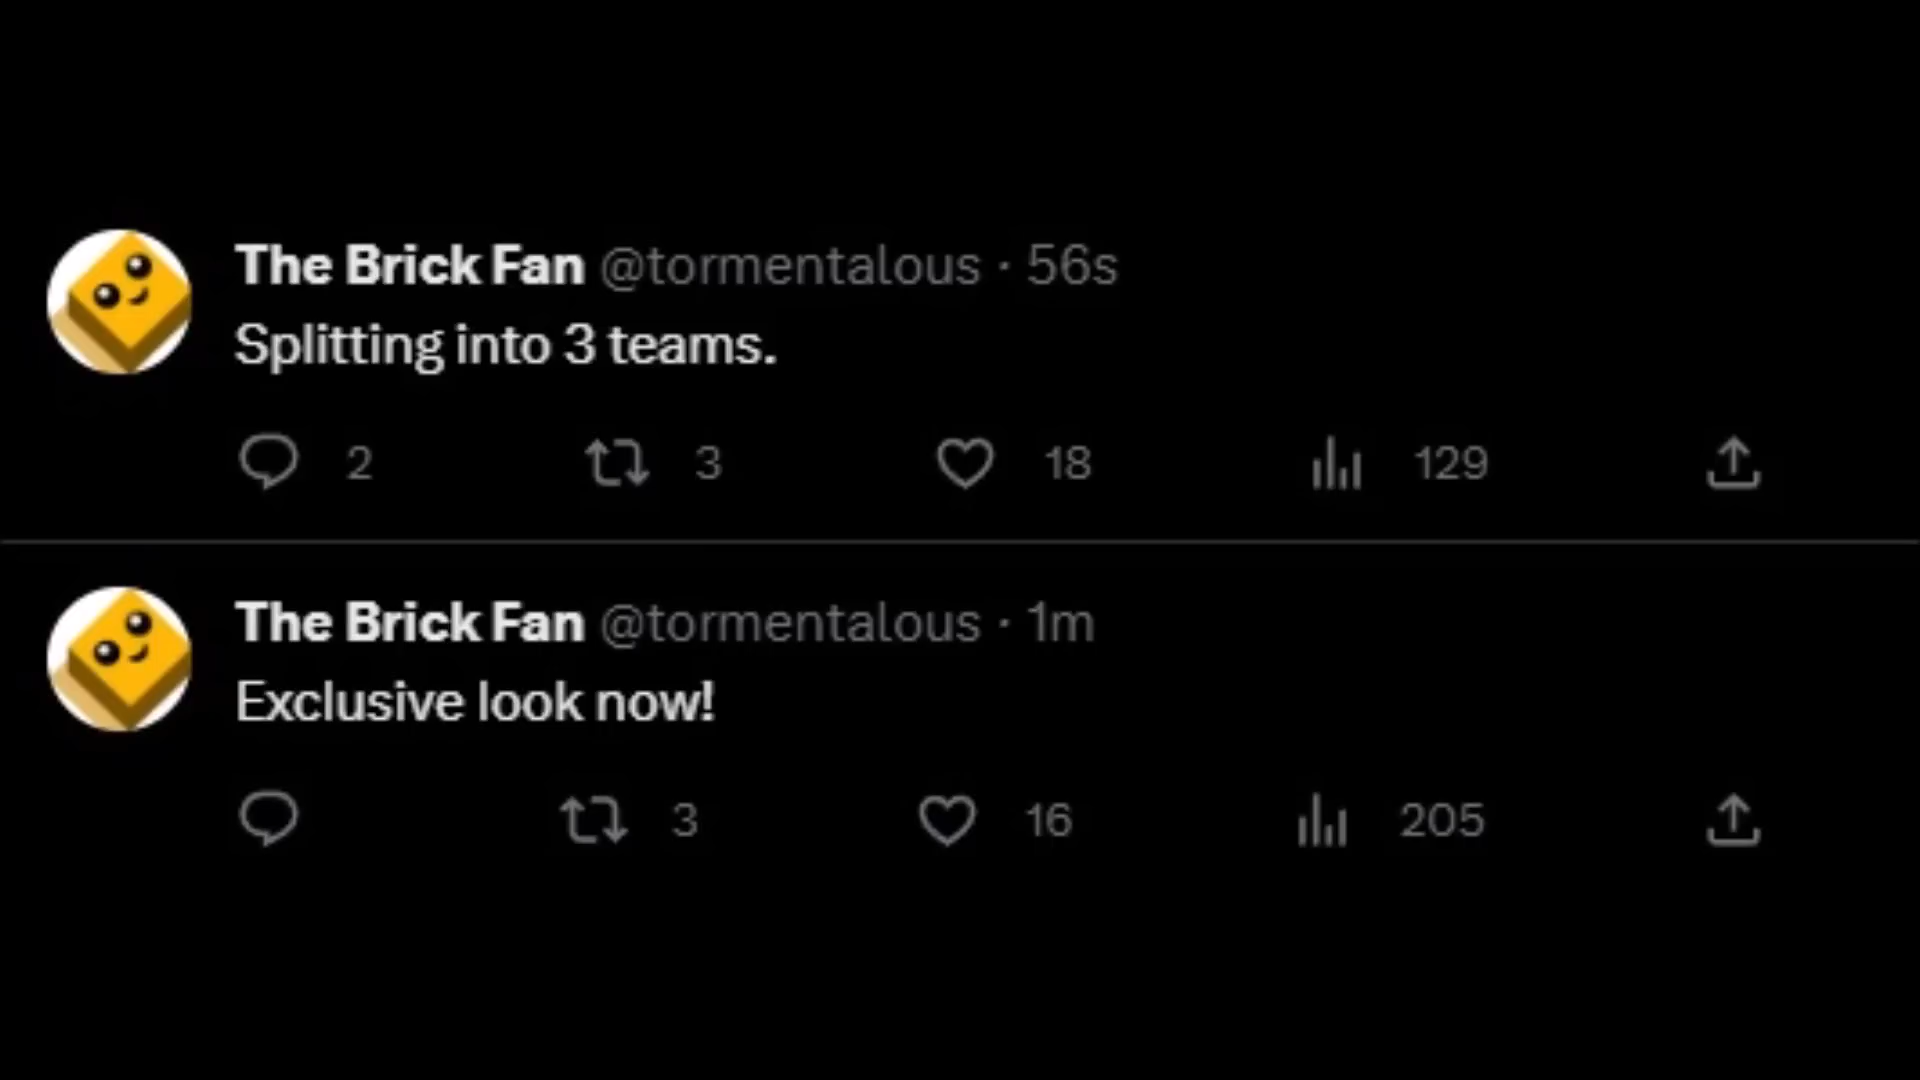 The Brick Fan @tormentalous · 56s
Splitting into 3 teams.
2 3 18 129
The Brick Fan @tormentalous · 1m
Exclusive look now!
3 16 205